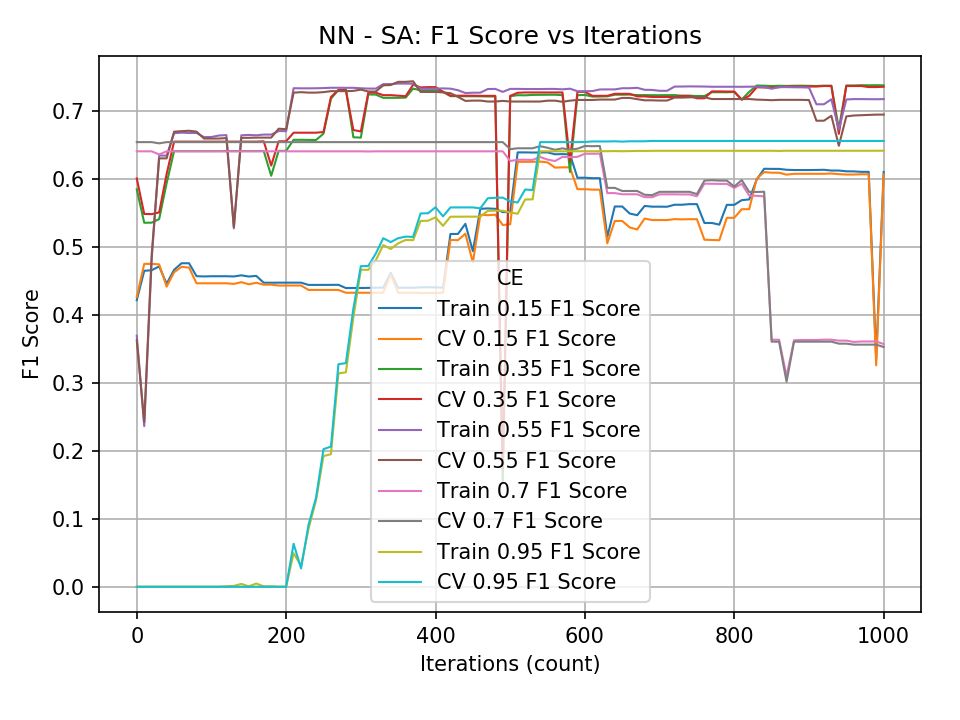 NN - SA: F1 Score vs Iterations
F1 Score
0.7
0.6
0.5
0.4
0.3
0.2
0.1
0.0
CE
Train 0.15 F1 Score
CV 0.15 F1 Score
Train 0.35 F1 Score
CV 0.35 F1 Score
Train 0.55 F1 Score
CV 0.55 F1 Score
Train 0.7 F1 Score
CV 0.7 F1 Score
Train 0.95 F1 Score
CV 0.95 F1 Score
0 200 400 600 800 1000
Iterations (count)